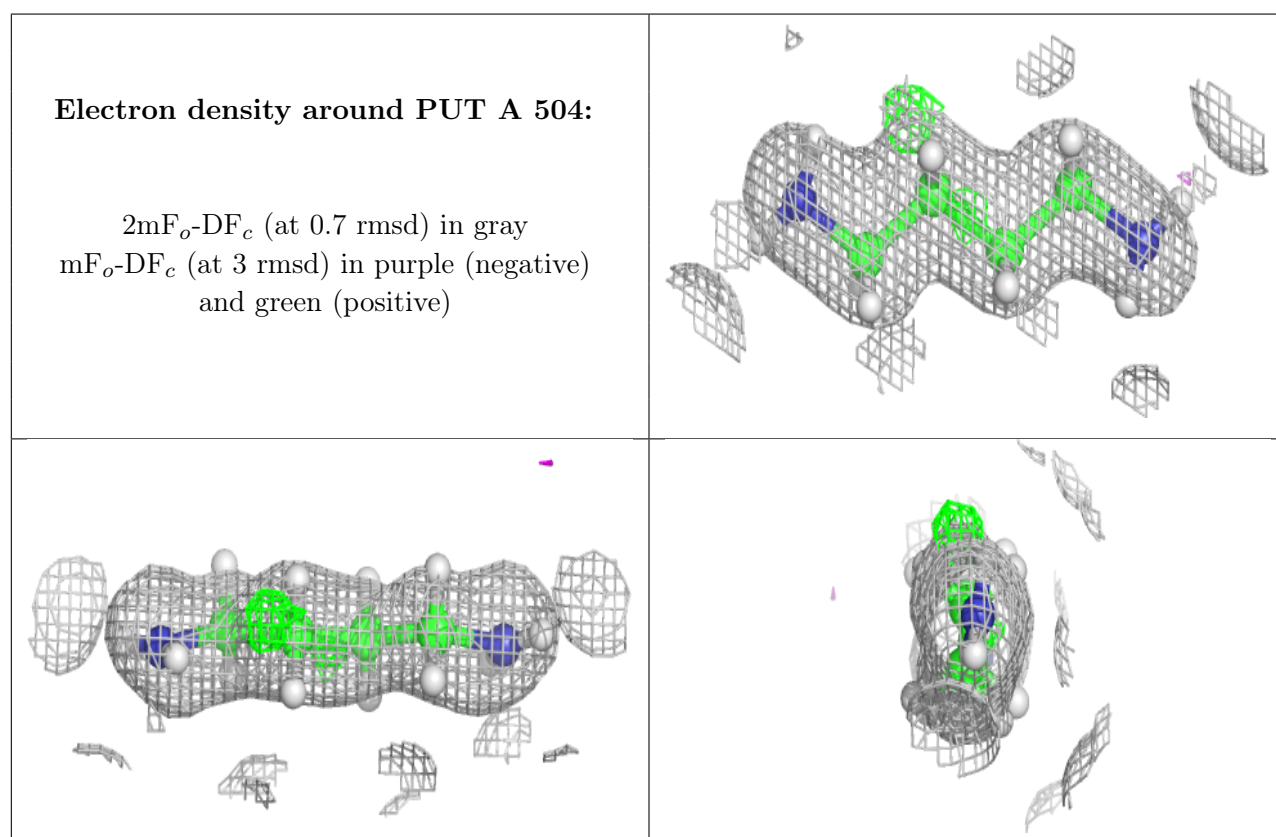 Electron density around PUT A 504:
2mFo-DFc (at 0.7 rmsd) in gray
mFo-DFc (at 3 rmsd) in purple (negative)
and green (positive)